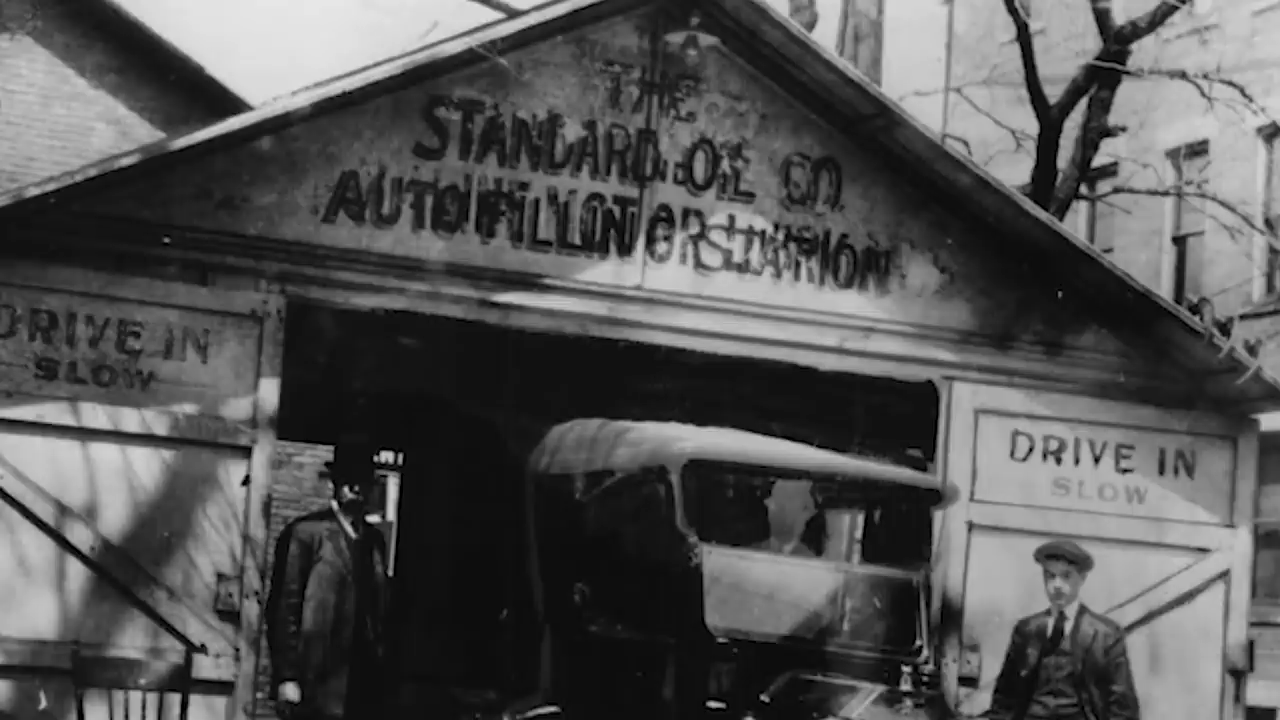 THE
STANDARD OIL CO.
AUTO FILLING STATION
DRIVE IN
SLOW
DRIVE IN
SLOW